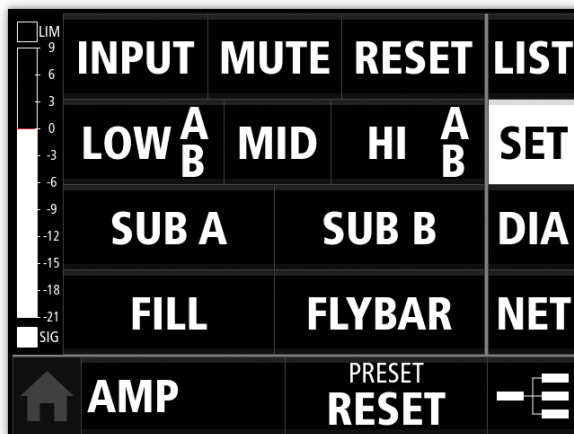 LIM
9
6
3
0
-3
-6
-9
-12
-15
-18
-21
SIG
INPUT MUTE RESET LIST
LOW A B MID HI A B SET
SUB A SUB B DIA
FILL FLYBAR NET
AMP PRESET RESET